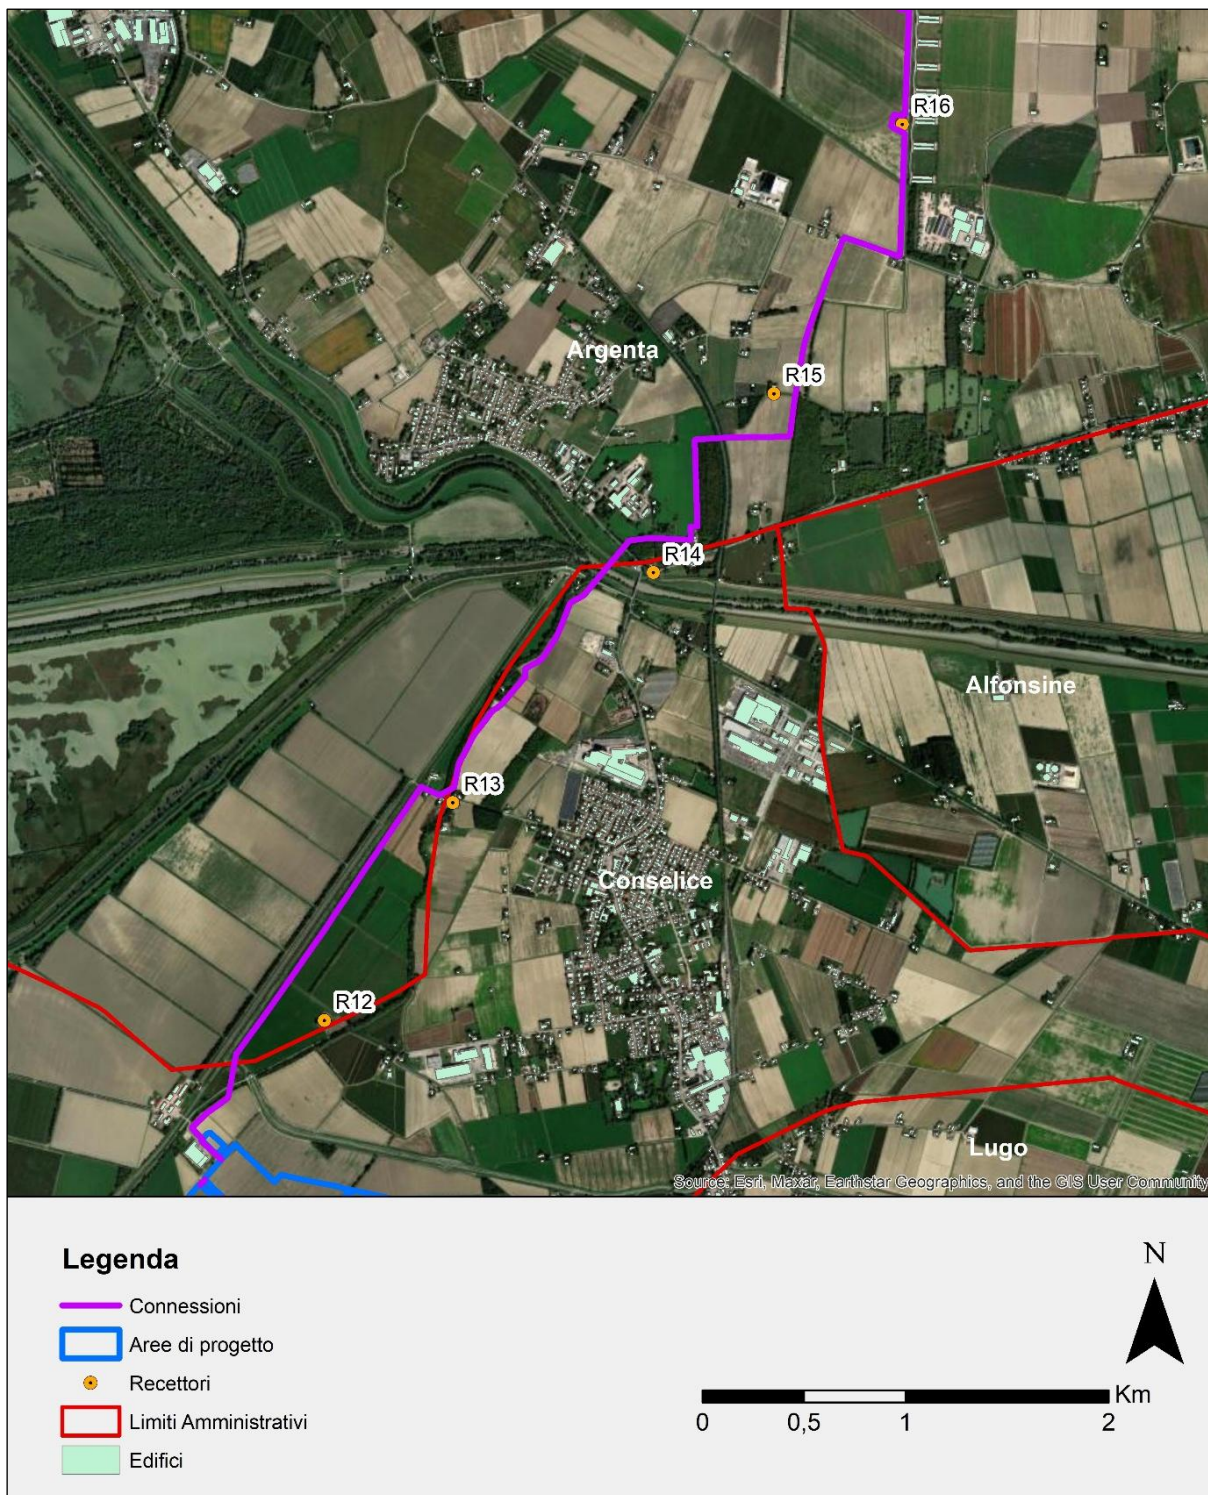 R16
Argenta
R15
R14
Alfonsine
R13
Conselice
R12
Lugo
Source: Esri, Maxar, Earthstar Geographics, and the GIS User Community
Legenda
Connessioni
Aree di progetto
Recettori
Limiti Amministrativi
Edifici
N
Km
0 0,5 1 2